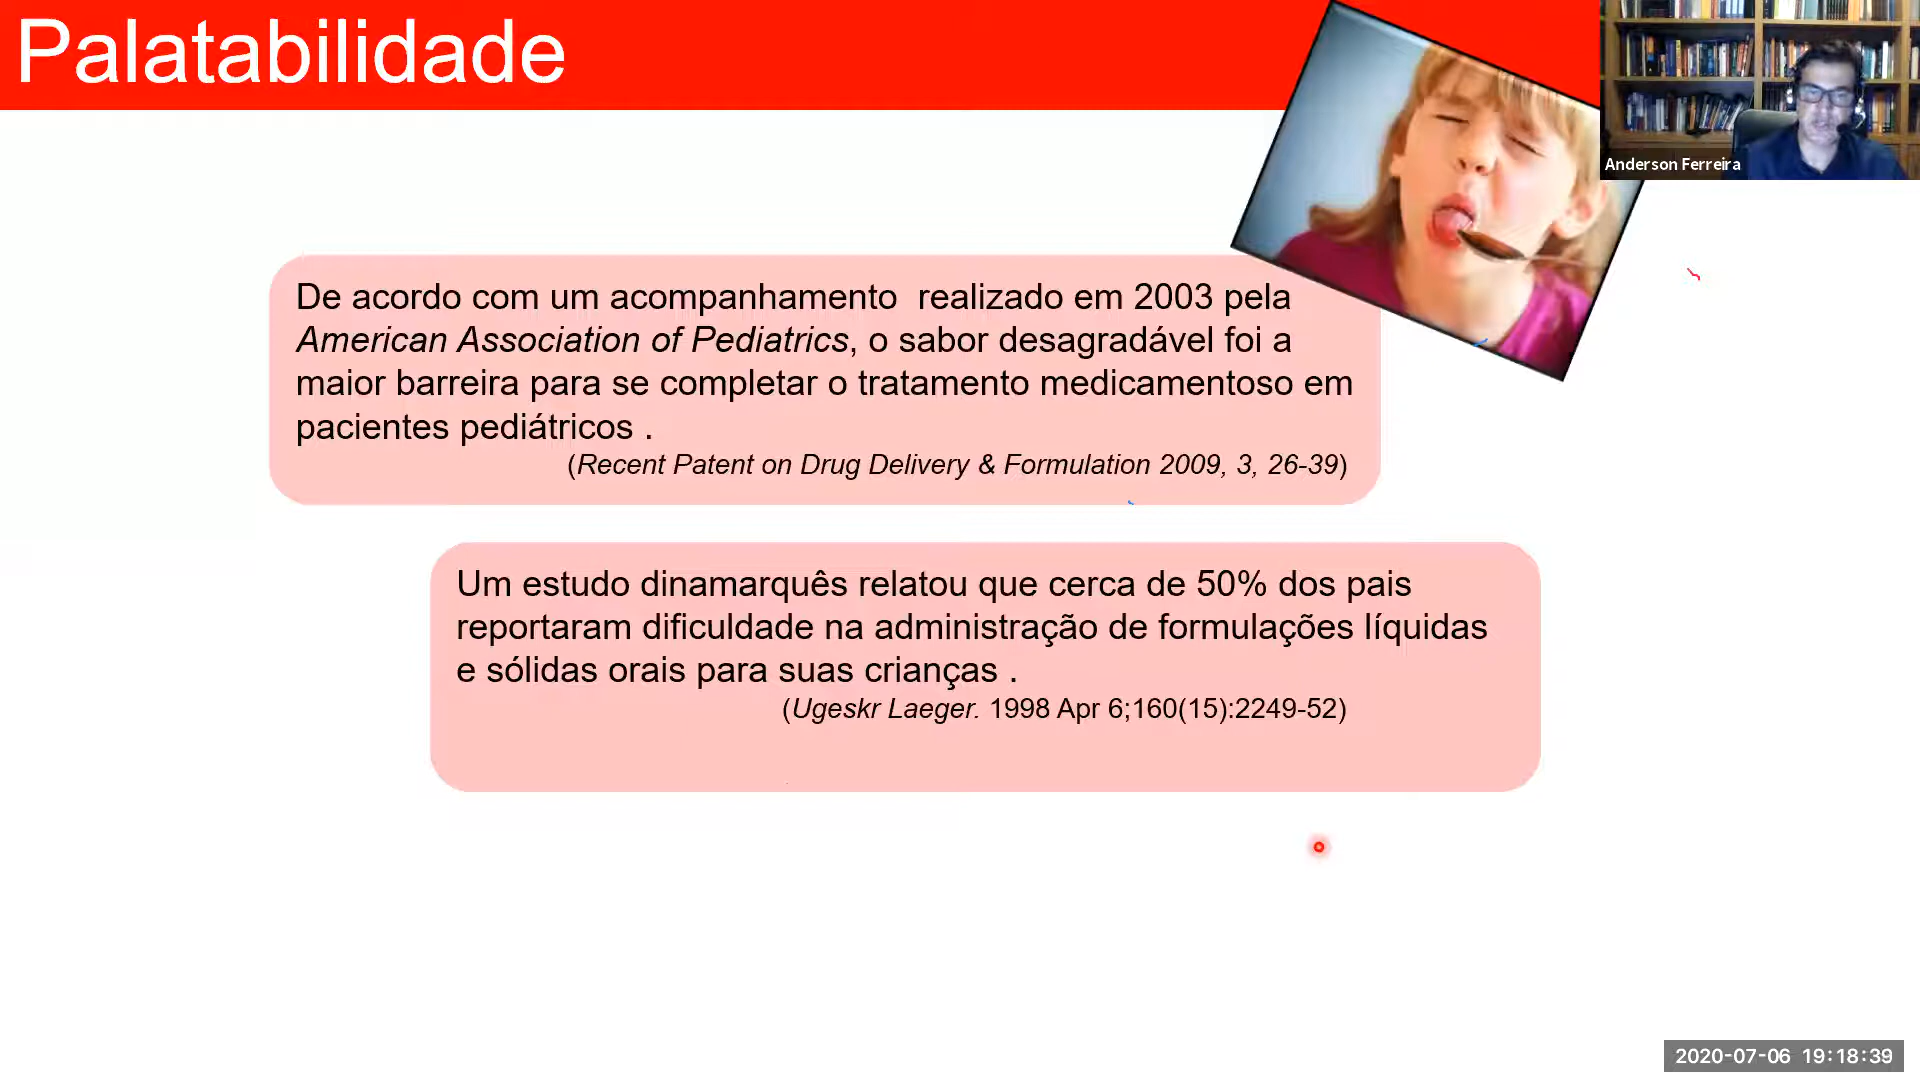 Palatabilidade
Anderson Ferreira
De acordo com um acompanhamento realizado em 2003 pela
American Association of Pediatrics, o sabor desagradável foi a
maior barreira para se completar o tratamento medicamentoso em
pacientes pediátricos .
(Recent Patent on Drug Delivery & Formulation 2009, 3, 26-39)
Um estudo dinamarquês relatou que cerca de 50% dos pais
reportaram dificuldade na administração de formulações líquidas
e sólidas orais para suas crianças .
(Ugeskr Laeger. 1998 Apr 6;160(15):2249-52)
2020-07-06 19:18:39